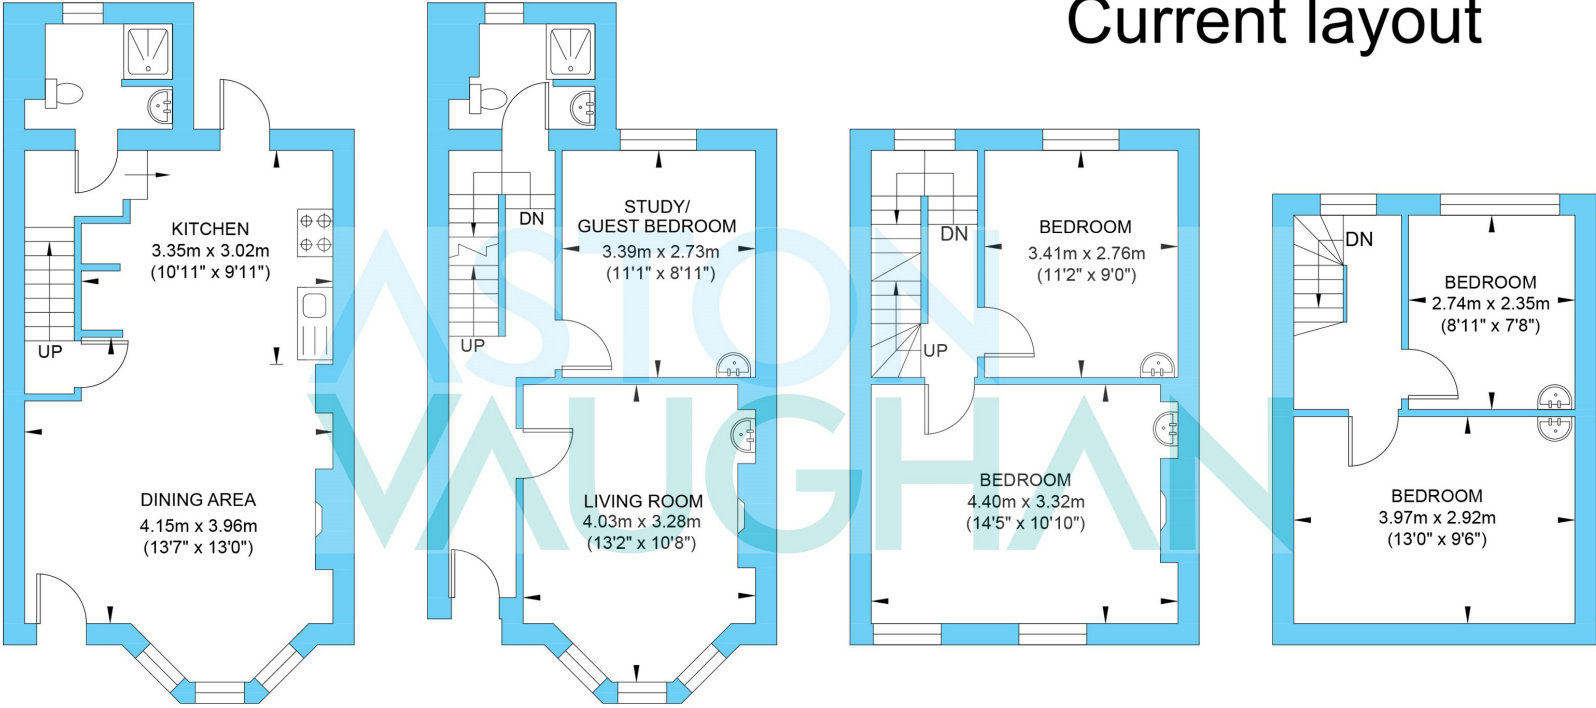 Current layout
KITCHEN
3.35m x 3.02m
(10'11" x 9'11")
UP
DINING AREA
4.15m x 3.96m
(13'7" x 13'0")
DN
STUDY/
GUEST BEDROOM
3.39m x 2.73m
(11'1" x 8'11")
UP
LIVING ROOM
4.03m x 3.28m
(13'2" x 10'8")
DN
BEDROOM
3.41m x 2.76m
(11'2" x 9'0")
UP
BEDROOM
4.40m x 3.32m
(14'5" x 10'10")
DN
BEDROOM
2.74m x 2.35m
(8'11" x 7'8")
BEDROOM
3.97m x 2.92m
(13'0" x 9'6")
ASTON
VAUGHAN